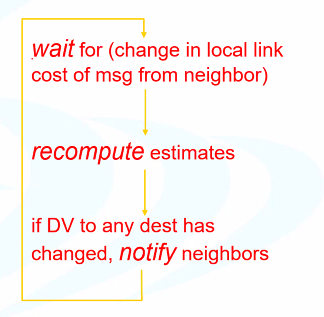 wait for (change in local link
cost of msg from neighbor)
recompute estimates
if DV to any dest has
changed, notify neighbors